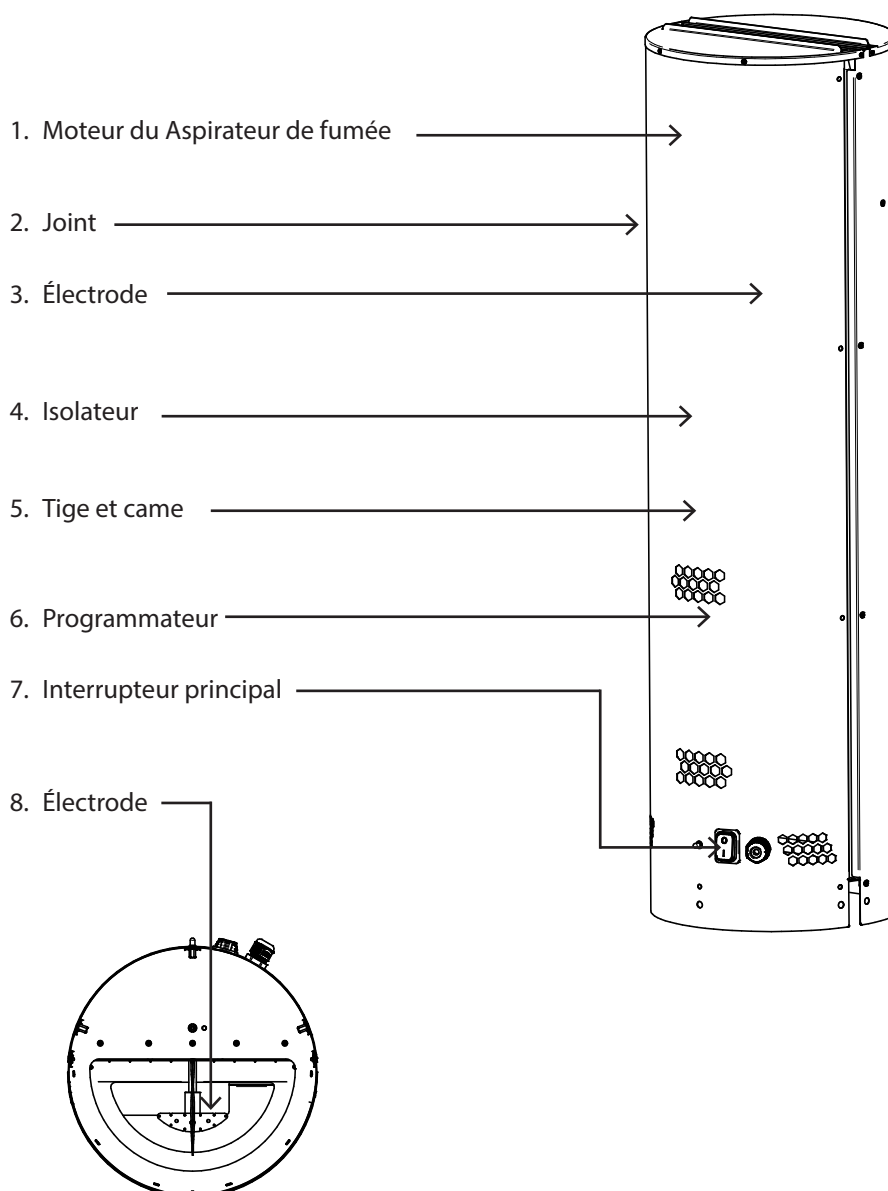 1. Moteur du Aspirateur de fumée
2. Joint
3. Électrode
4. Isolateur
5. Tige et came
6. Programmateur
7. Interrupteur principal
8. Électrode